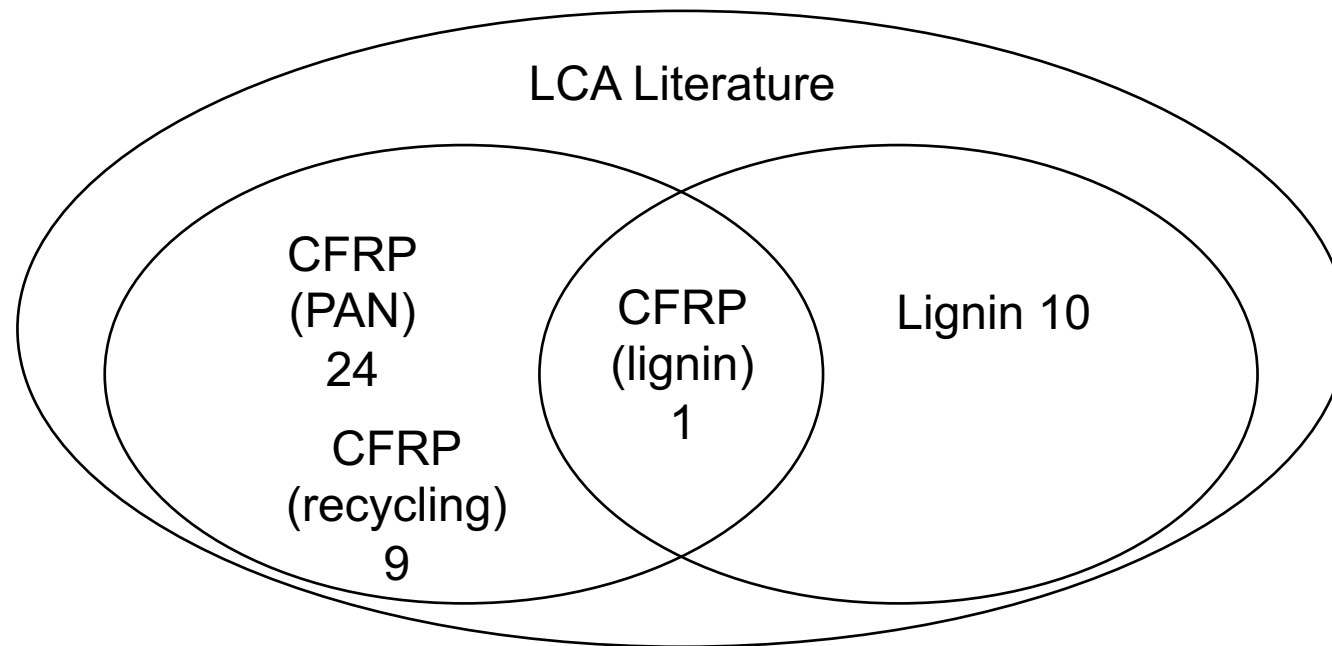 LCA Literature
CFRP
(PAN)
24
CFRP
(recycling)
9
CFRP
(lignin)
1
Lignin 10